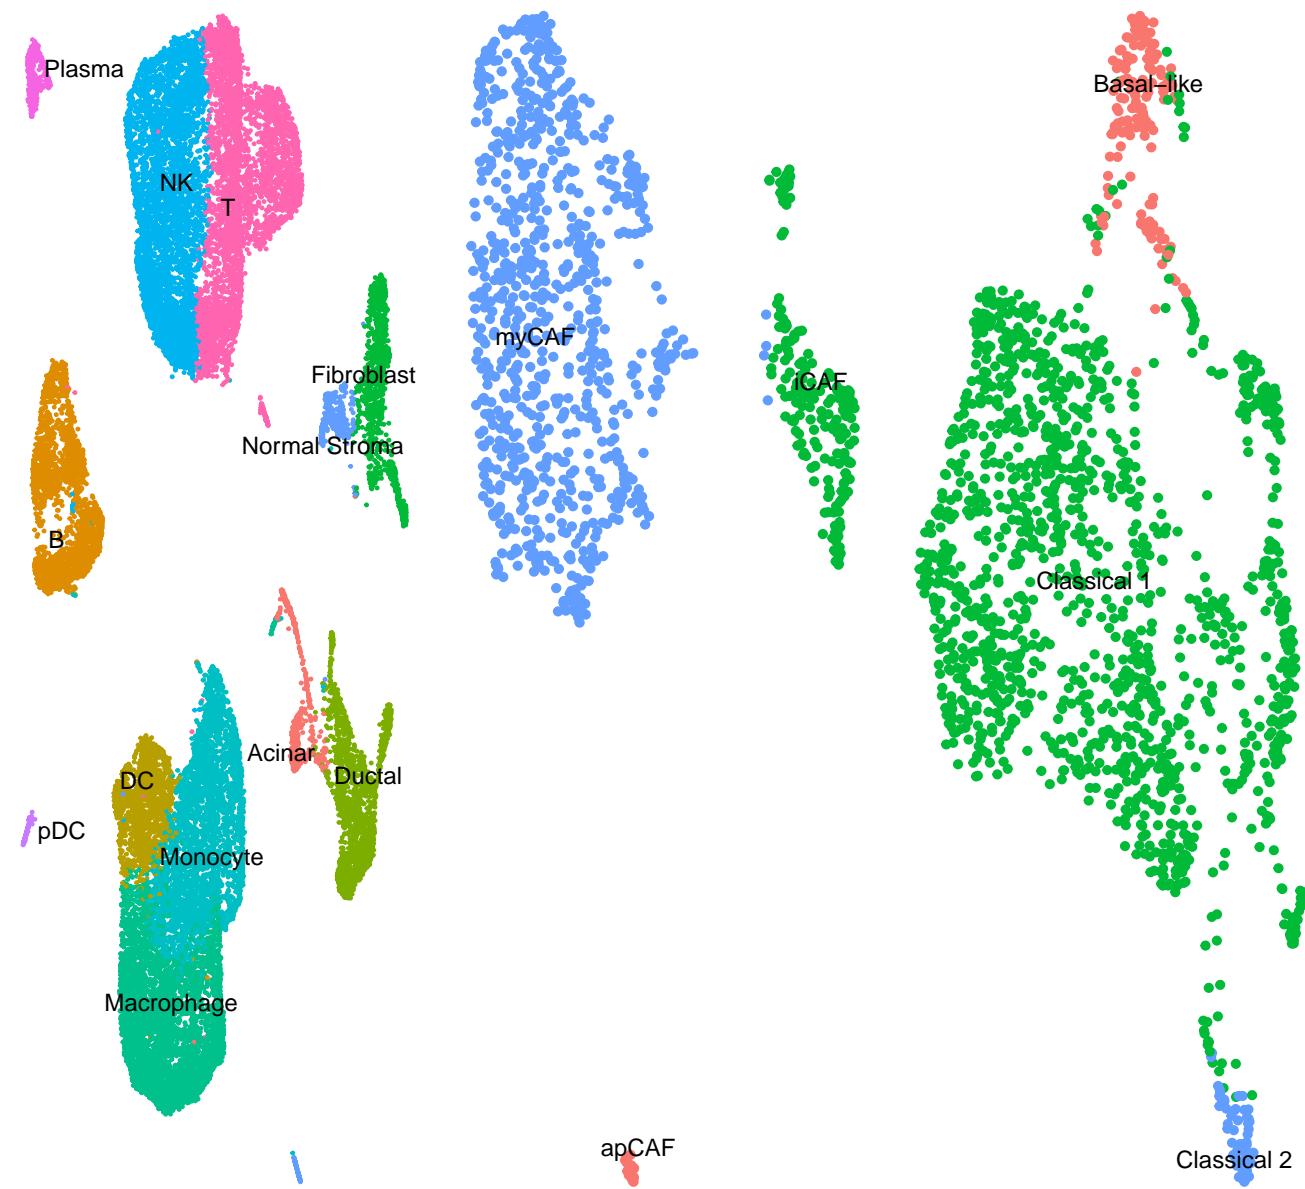 Plasma
Basal−like
NK
T
myCAF
Fibroblast
iCAF
Normal Stroma
B
Classical 1
Acinar
Ductal
DC
pDC
Monocyte
Macrophage
apCAF
Classical 2